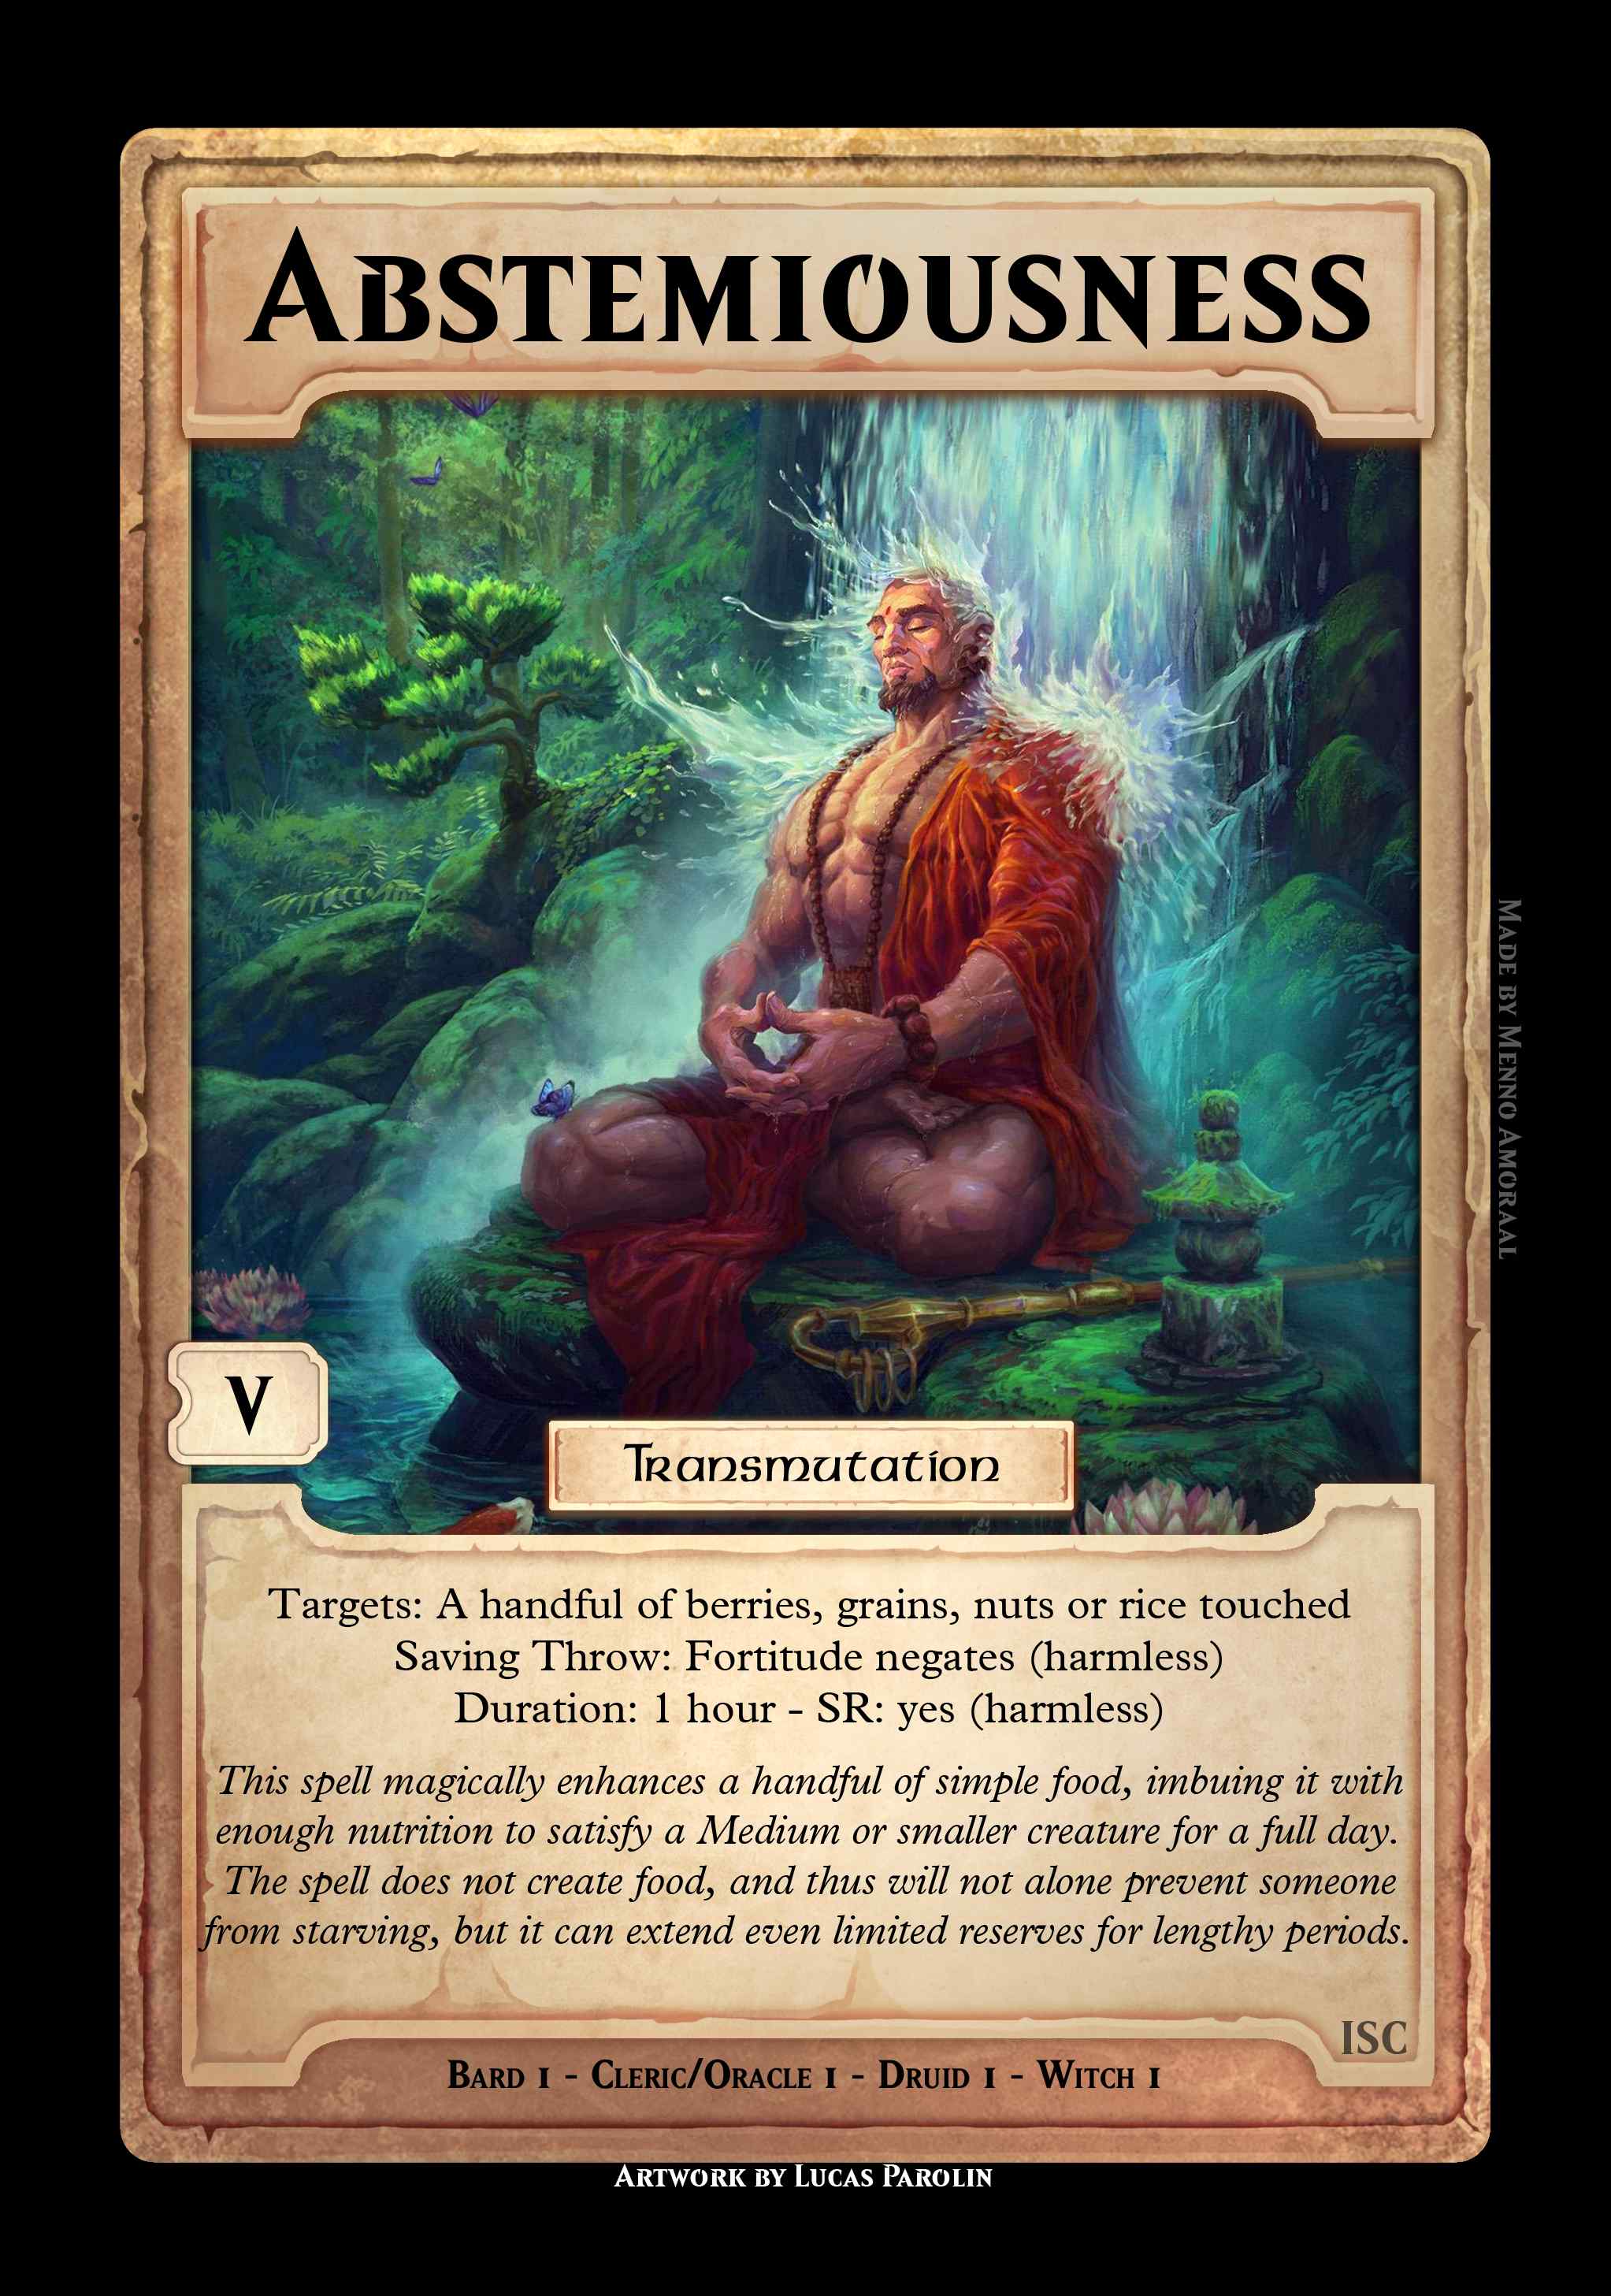 Abstemiousness
V
Transmutation
Targets: A handful of berries, grains, nuts or rice touched
Saving Throw: Fortitude negates (harmless)
Duration: 1 hour - SR: yes (harmless)
This spell magically enhances a handful of simple food, imbuing it with
enough nutrition to satisfy a Medium or smaller creature for a full day.
The spell does not create food, and thus will not alone prevent someone
from starving, but it can extend even limited reserves for lengthy periods.
ISC
Bard 1 - Cleric/Oracle 1 - Druid 1 - Witch 1
Artwork by Lucas Parolin
Made by Menno Amoraal